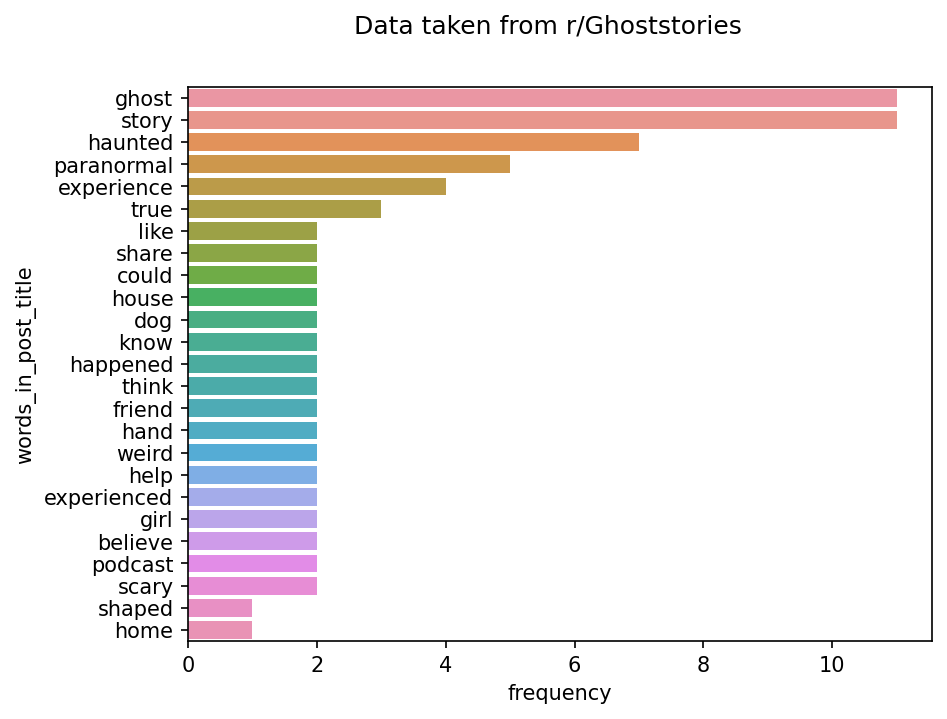 Data taken from r/Ghoststories
ghost
story
haunted
paranormal
experience
true
like
share
could
house
dog
know
happened
think
friend
hand
weird
help
experienced
girl
believe
podcast
scary
shaped
home
words_in_post_title
0 2 4 6 8 10
frequency